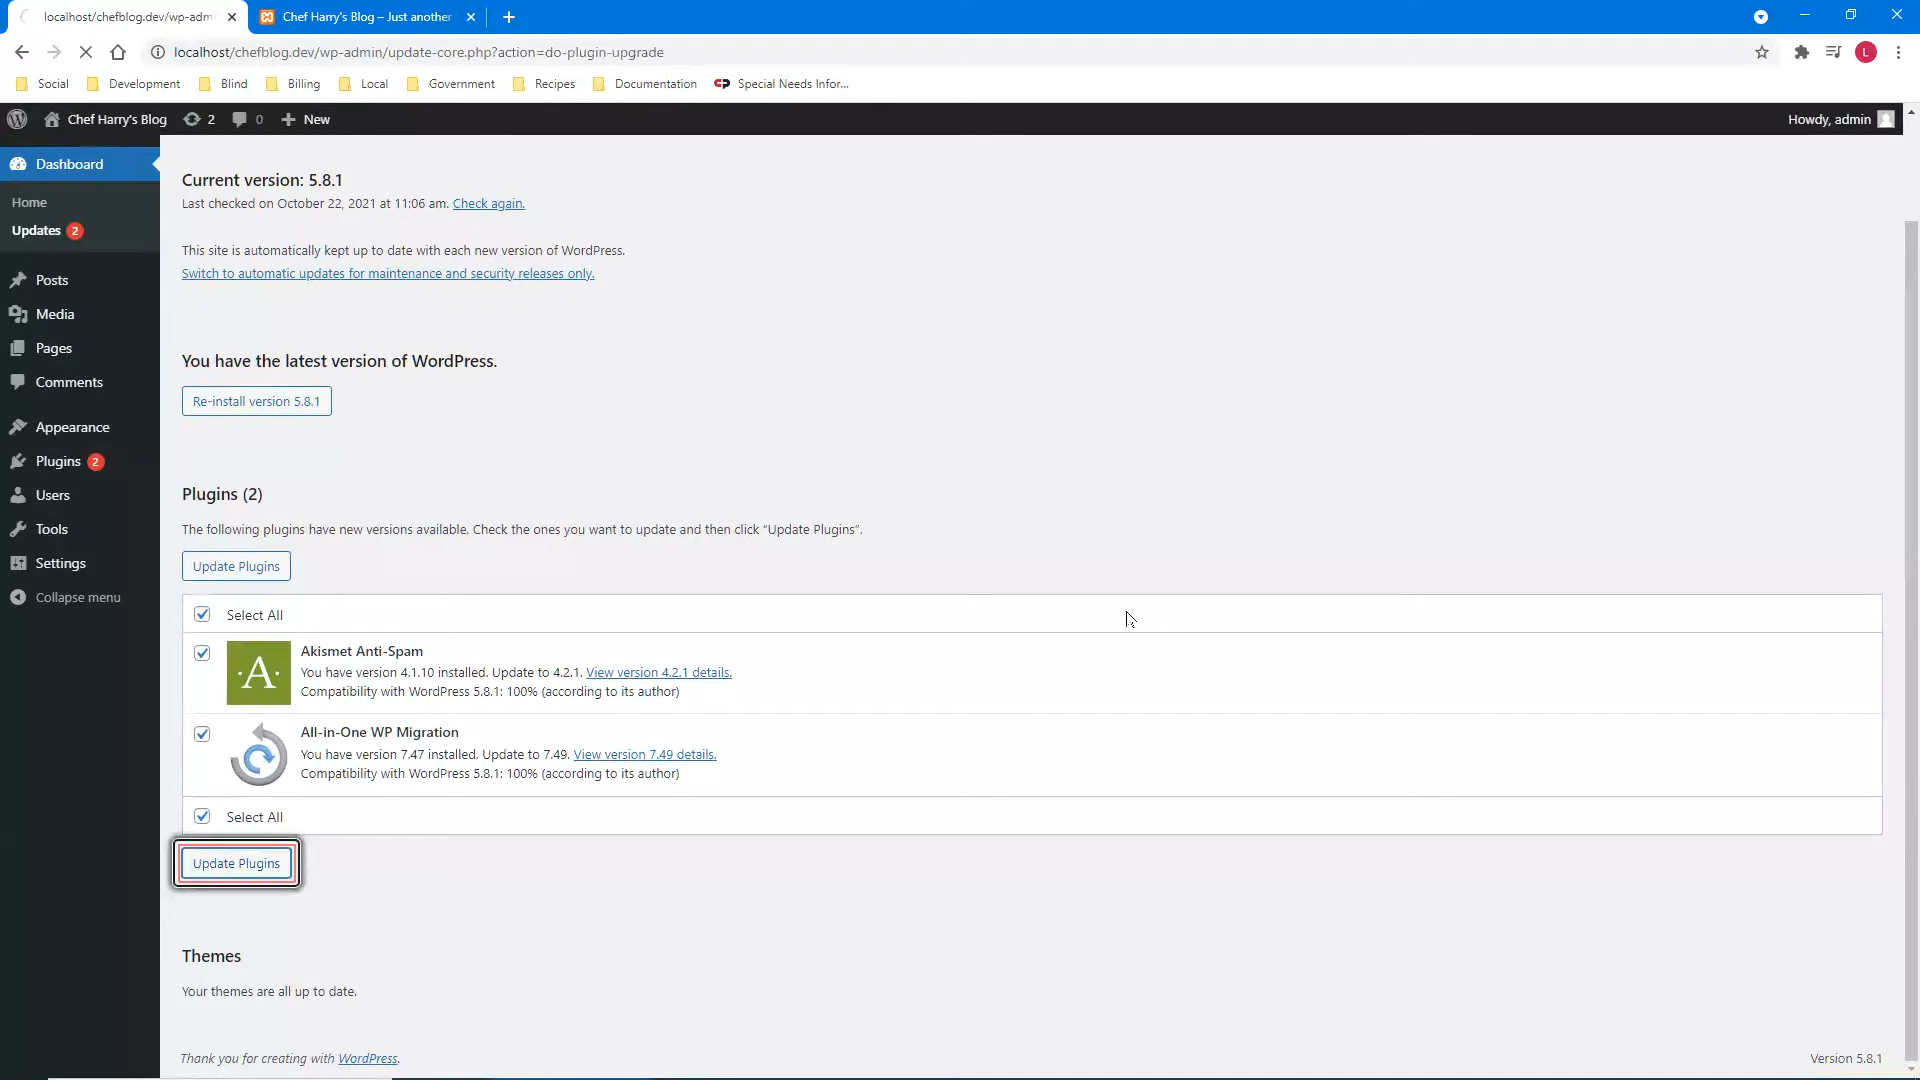 localhost/chefblog.dev/wp-adm
Chef Harry's Blog – Just another
localhost/chefblog.dev/wp-admin/update-core.php?action=do-plugin-upgrade
L
Social
Development
Blind
Billing
Local
Government
Recipes
Documentation
Special Needs Infor...
Chef Harry's Blog
2
0
New
Howdy, admin
Dashboard
Home
Updates 2
Posts
Media
Pages
Comments
Appearance
Plugins 2
Users
Tools
Settings
Collapse menu
Current version: 5.8.1
Last checked on October 22, 2021 at 11:06 am. Check again.
This site is automatically kept up to date with each new version of WordPress.
Switch to automatic updates for maintenance and security releases only.
You have the latest version of WordPress.
Re-install version 5.8.1
Plugins (2)
The following plugins have new versions available. Check the ones you want to update and then click “Update Plugins”.
Update Plugins
Select All
·A·
Akismet Anti-Spam
You have version 4.1.10 installed. Update to 4.2.1. View version 4.2.1 details.
Compatibility with WordPress 5.8.1: 100% (according to its author)
All-in-One WP Migration
You have version 7.47 installed. Update to 7.49. View version 7.49 details.
Compatibility with WordPress 5.8.1: 100% (according to its author)
Select All
Update Plugins
Themes
Your themes are all up to date.
Thank you for creating with WordPress.
Version 5.8.1